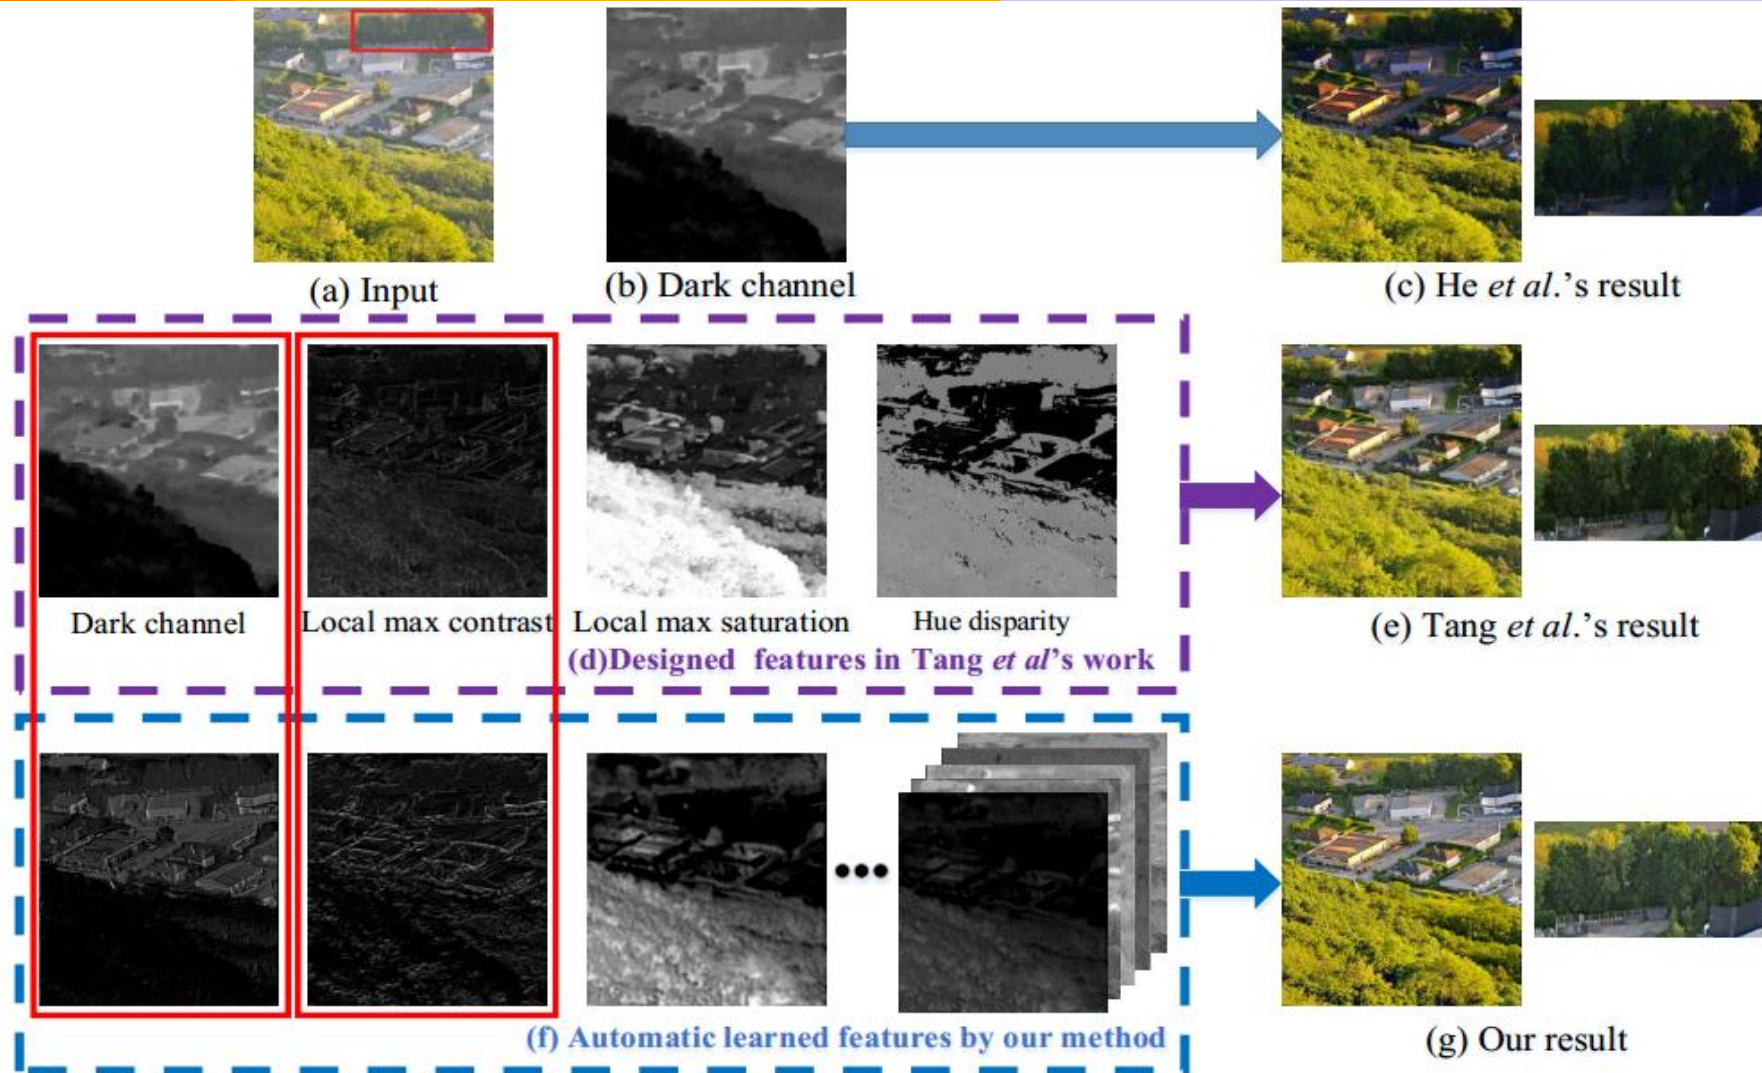 (a) Input
(b) Dark channel
(c) He et al.'s result
Dark channel
Local max contrast
Local max saturation
Hue disparity
(d)Designed features in Tang et al's work
(e) Tang et al.'s result
(f) Automatic learned features by our method
(g) Our result